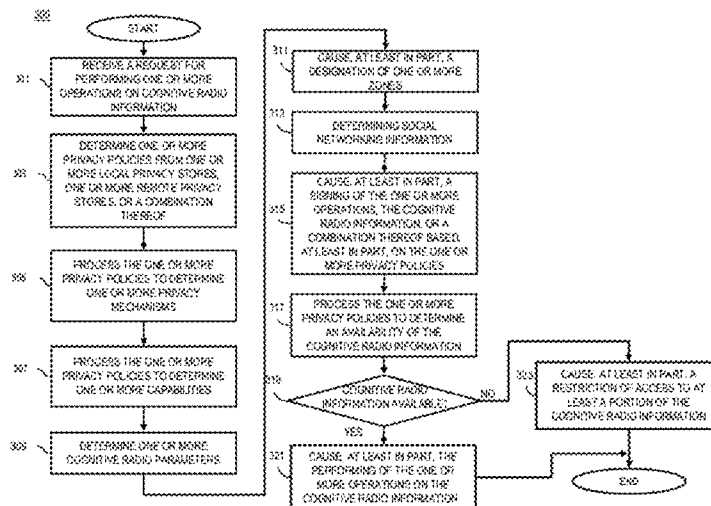 300
START
301
RECEIVE A REQUEST FOR
PERFORMING ONE OR MORE
OPERATIONS ON COGNITIVE RADIO
INFORMATION
303
DETERMINE ONE OR MORE
PRIVACY POLICIES FROM ONE OR
MORE LOCAL PRIVACY STORES,
ONE OR MORE REMOTE PRIVACY
STORES, OR A COMBINATION
THEREOF
305
PROCESS THE ONE OR MORE
PRIVACY POLICIES TO DETERMINE
ONE OR MORE PRIVACY
MECHANISMS
307
PROCESS THE ONE OR MORE
PRIVACY POLICIES TO DETERMINE
ONE OR MORE CAPABILITIES
309
DETERMINE ONE OR MORE
COGNITIVE RADIO PARAMETERS
311
CAUSE, AT LEAST IN PART, A
DESIGNATION OF ONE OR MORE
ZONES
313
DETERMINING SOCIAL
NETWORKING INFORMATION
315
CAUSE, AT LEAST IN PART, A
SIGNING OF THE ONE OR MORE
OPERATIONS, THE COGNITIVE
RADIO INFORMATION, OR A
COMBINATION THEREOF BASED,
AT LEAST IN PART, ON THE ONE
OR MORE PRIVACY POLICIES
317
PROCESS THE ONE OR MORE
PRIVACY POLICIES TO DETERMINE
AN AVAILABILITY OF THE
COGNITIVE RADIO INFORMATION
319
COGNITIVE RADIO
INFORMATION AVAILABLE?
NO
YES
321
CAUSE, AT LEAST IN PART, THE
PERFORMING OF THE ONE OR
MORE OPERATIONS ON THE
COGNITIVE RADIO INFORMATION
323
CAUSE, AT LEAST IN PART, A
RESTRICTION OF ACCESS TO AT
LEAST A PORTION OF THE
COGNITIVE RADIO INFORMATION
END